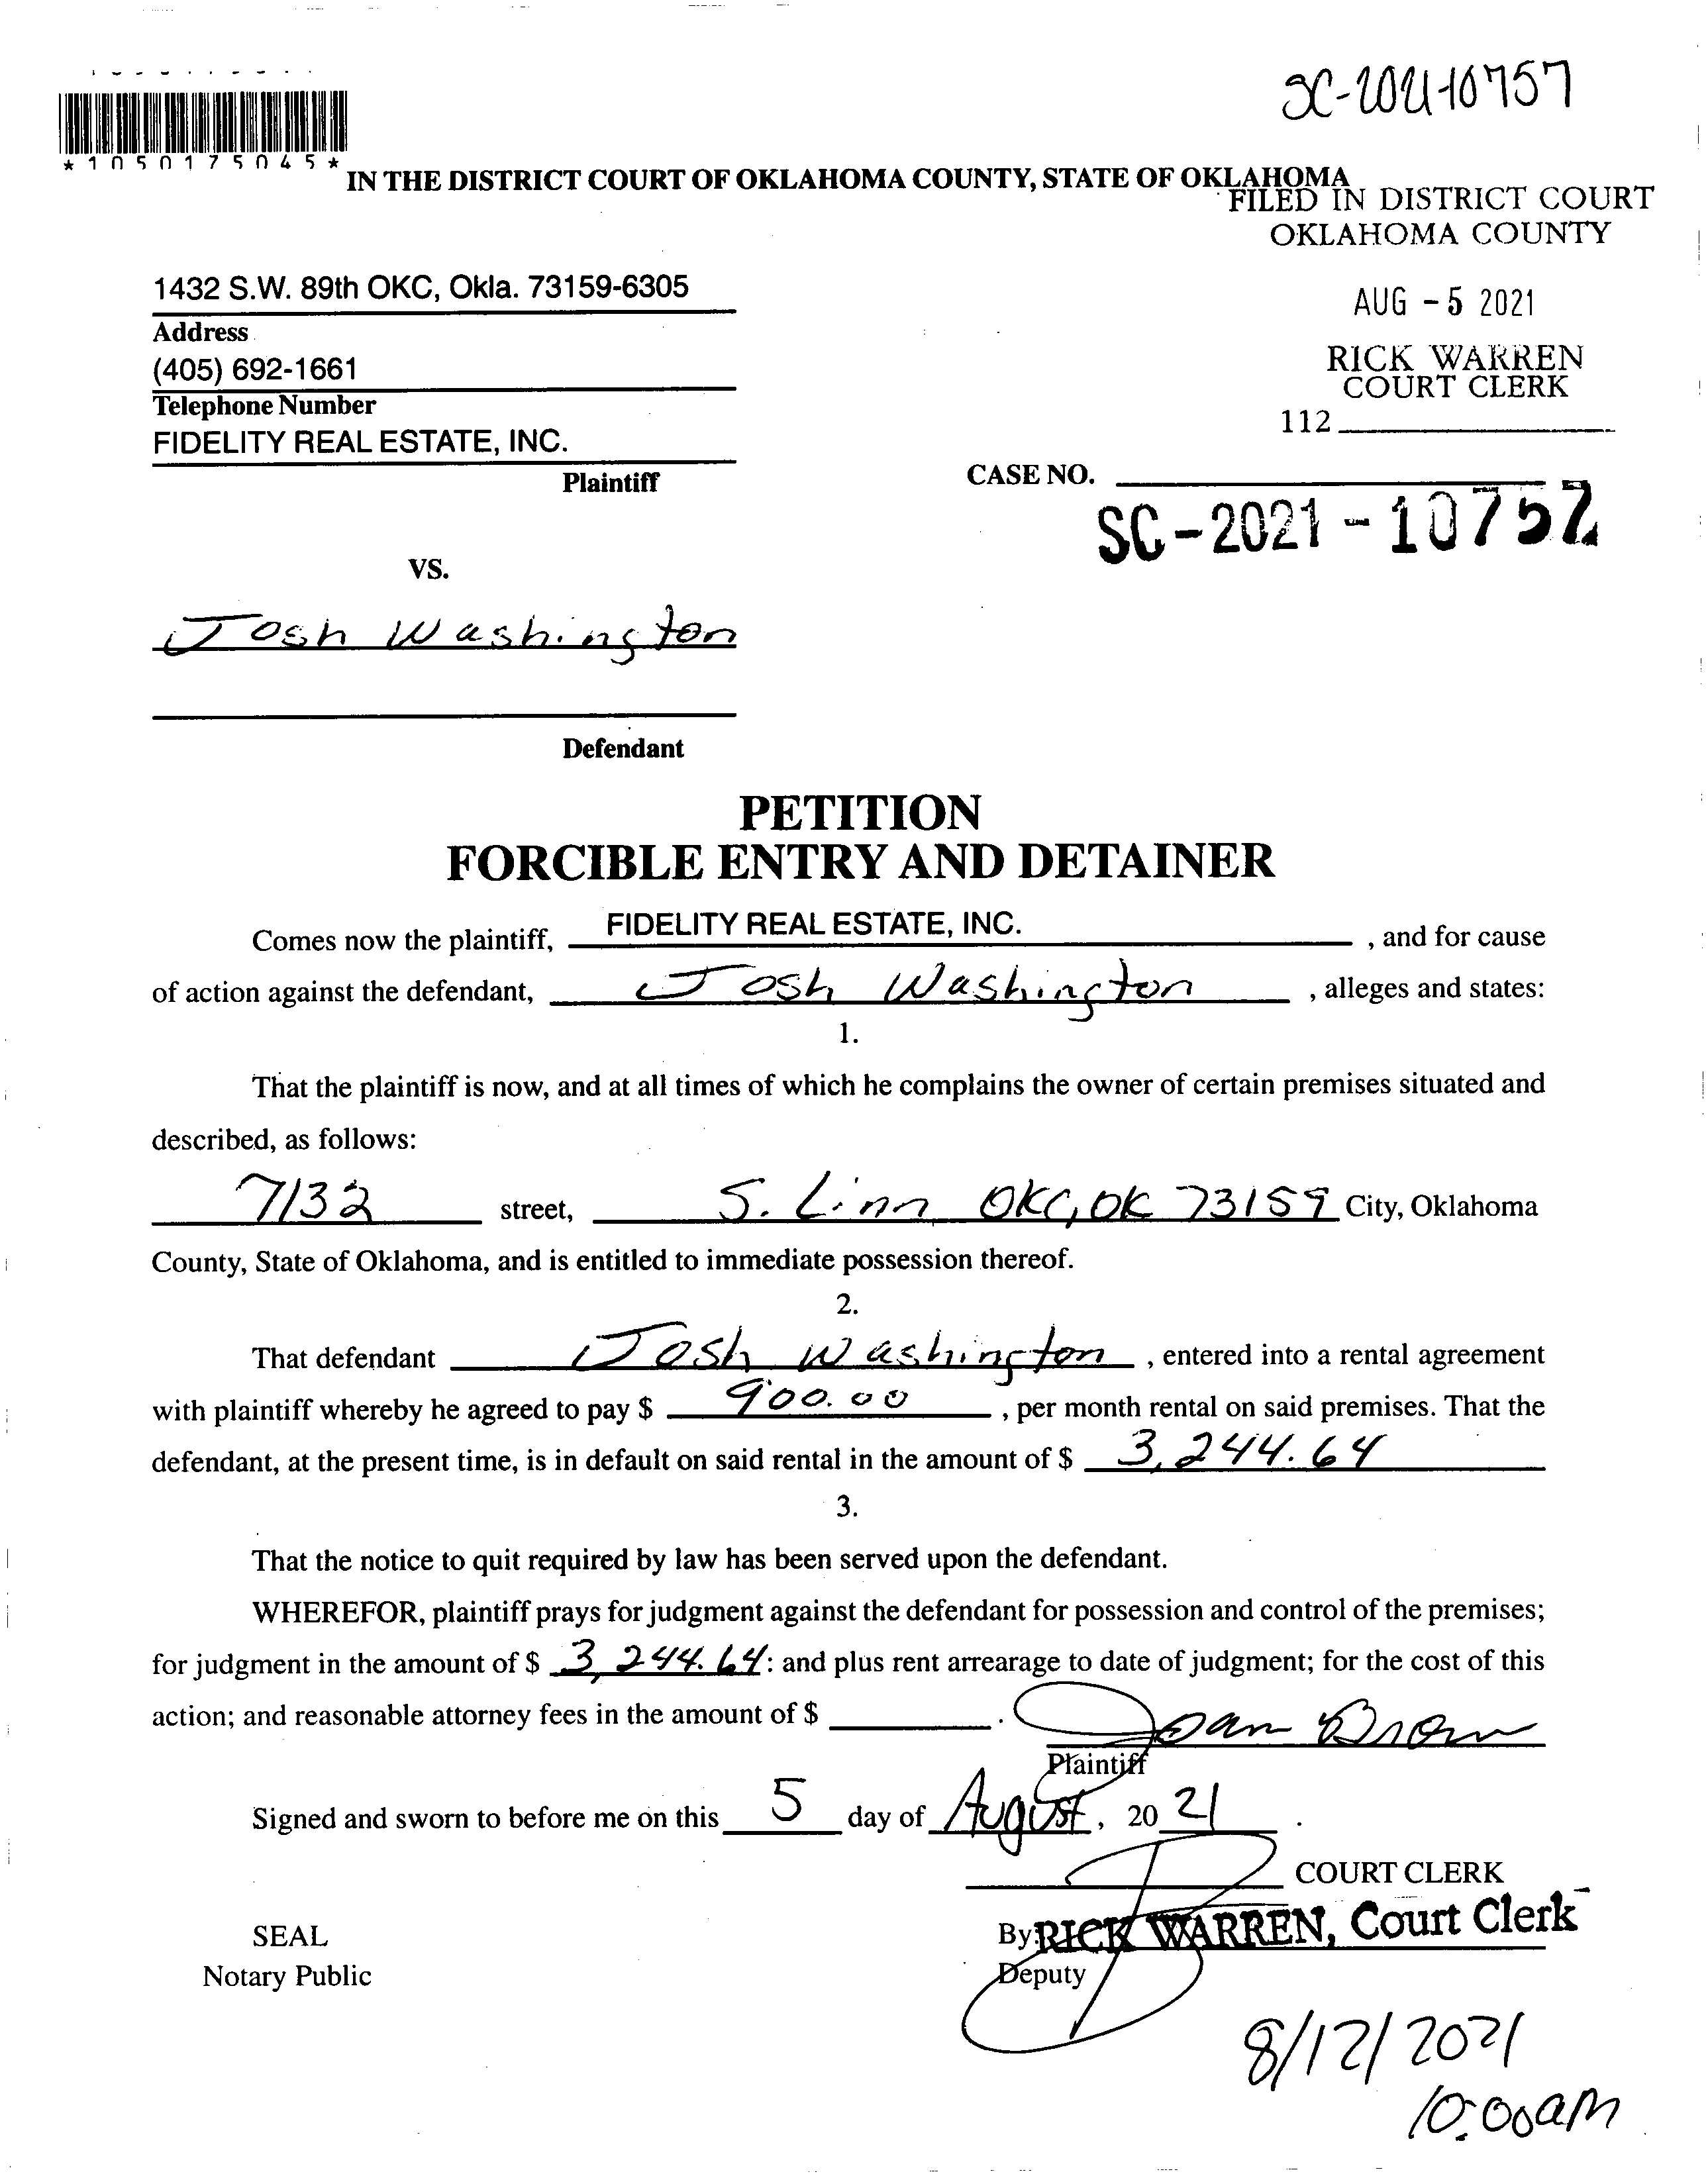 SC-2021-10757
*1050175045*
IN THE DISTRICT COURT OF OKLAHOMA COUNTY, STATE OF OKLAHOMA
FILED IN DISTRICT COURT
OKLAHOMA COUNTY
1432 S.W. 89th OKC, Okla. 73159-6305
AUG - 5 2021
Address
(405) 692-1661
RICK WARREN
COURT CLERK
Telephone Number
112
FIDELITY REAL ESTATE, INC.
Plaintiff
CASE NO.
SC-2021-10757
VS.
Josh Washington
Defendant
PETITION
FORCIBLE ENTRY AND DETAINER
Comes now the plaintiff, FIDELITY REAL ESTATE, INC. , and for cause
of action against the defendant, Josh Washington , alleges and states:
1.
That the plaintiff is now, and at all times of which he complains the owner of certain premises situated and
described, as follows:
7132 street, S. Linn OKC, OK 73159 City, Oklahoma
County, State of Oklahoma, and is entitled to immediate possession thereof.
2.
That defendant Josh Washington , entered into a rental agreement
with plaintiff whereby he agreed to pay $ 900.00 , per month rental on said premises. That the
defendant, at the present time, is in default on said rental in the amount of $ 3,244.64
3.
That the notice to quit required by law has been served upon the defendant.
WHEREFOR, plaintiff prays for judgment against the defendant for possession and control of the premises;
for judgment in the amount of $ 3,244.64: and plus rent arrearage to date of judgment; for the cost of this
action; and reasonable attorney fees in the amount of $ . Joan Brown
Plaintiff
Signed and sworn to before me on this 5 day of August, 20 21 .
COURT CLERK
SEAL
By: RICK WARREN, Court Clerk
Notary Public
Deputy
8/12/2021
10:00am